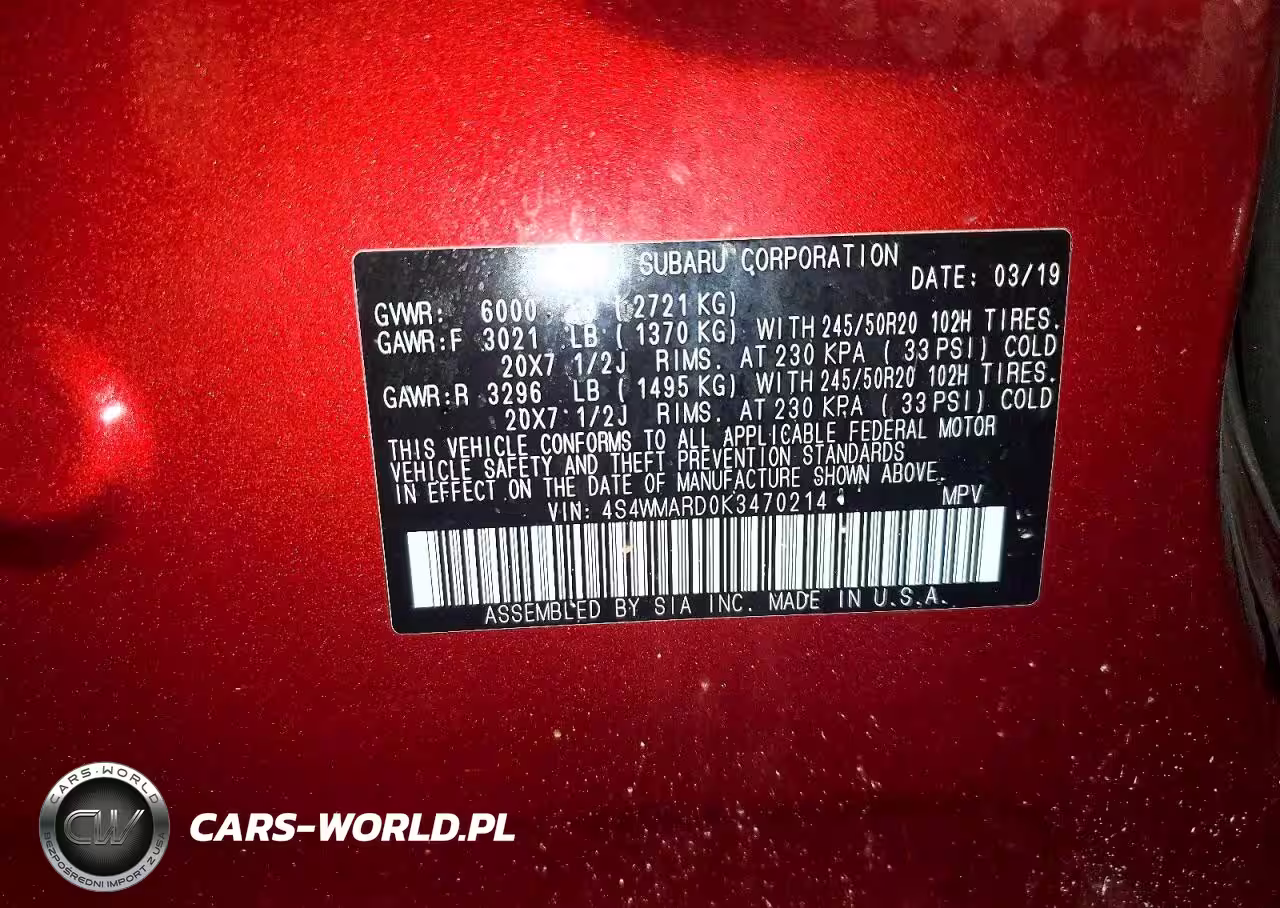 SUBARU CORPORATION
DATE: 03/19
GVWR: 6000 (2721 KG)
GAWR:F 3021 LB ( 1370 KG) WITH 245/50R20 102H TIRES.
20X7 1/2J RIMS. AT 230 KPA ( 33 PSI) COLD
GAWR:R 3296 LB ( 1495 KG) WITH 245/50R20 102H TIRES.
20X7 1/2J RIMS. AT 230 KPA ( 33 PSI) COLD
THIS VEHICLE CONFORMS TO ALL APPLICABLE FEDERAL MOTOR
VEHICLE SAFETY AND THEFT PREVENTION STANDARDS
IN EFFECT ON THE DATE OF MANUFACTURE SHOWN ABOVE.
VIN: 4S4WMARD0K3470214 MPV
ASSEMBLED BY SIA INC. MADE IN U.S.A.
CARS-WORLD
CW
BEZPOŚREDNI IMPORT Z USA
CARS-WORLD.PL